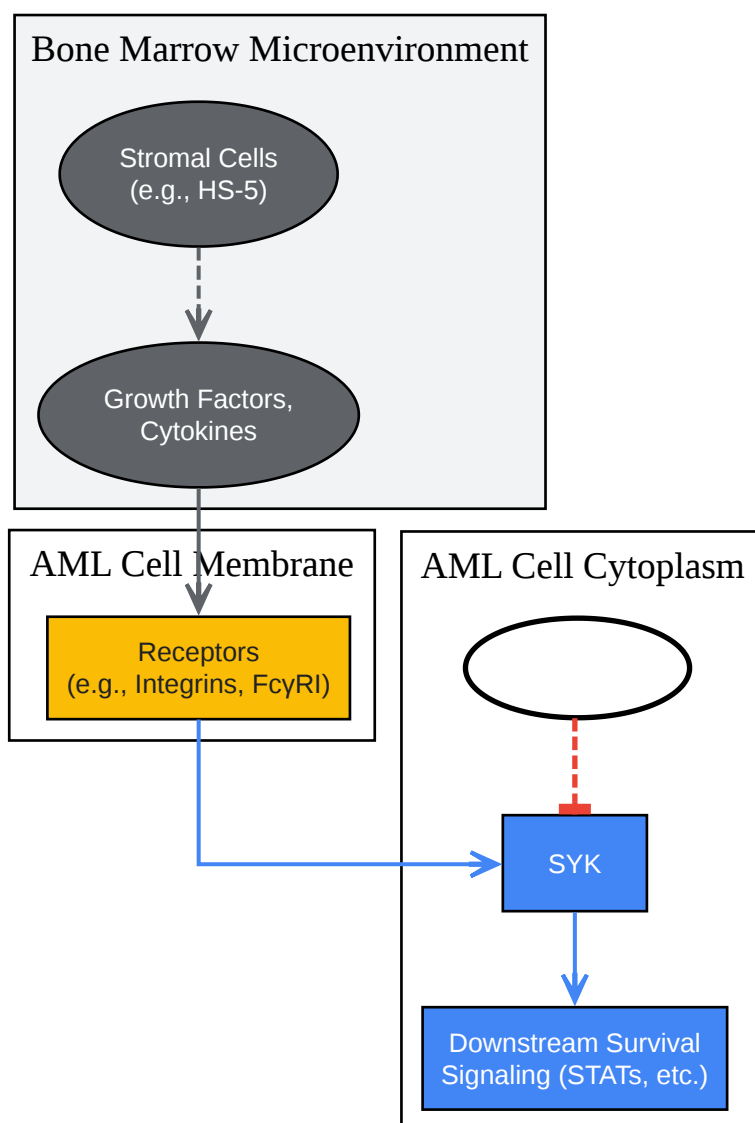 Bone Marrow Microenvironment
Stromal Cells
(e.g., HS-5)
Growth Factors,
Cytokines
AML Cell Membrane
Receptors
(e.g., Integrins, FcγRI)
AML Cell Cytoplasm
SYK
Downstream Survival
Signaling (STATs, etc.)